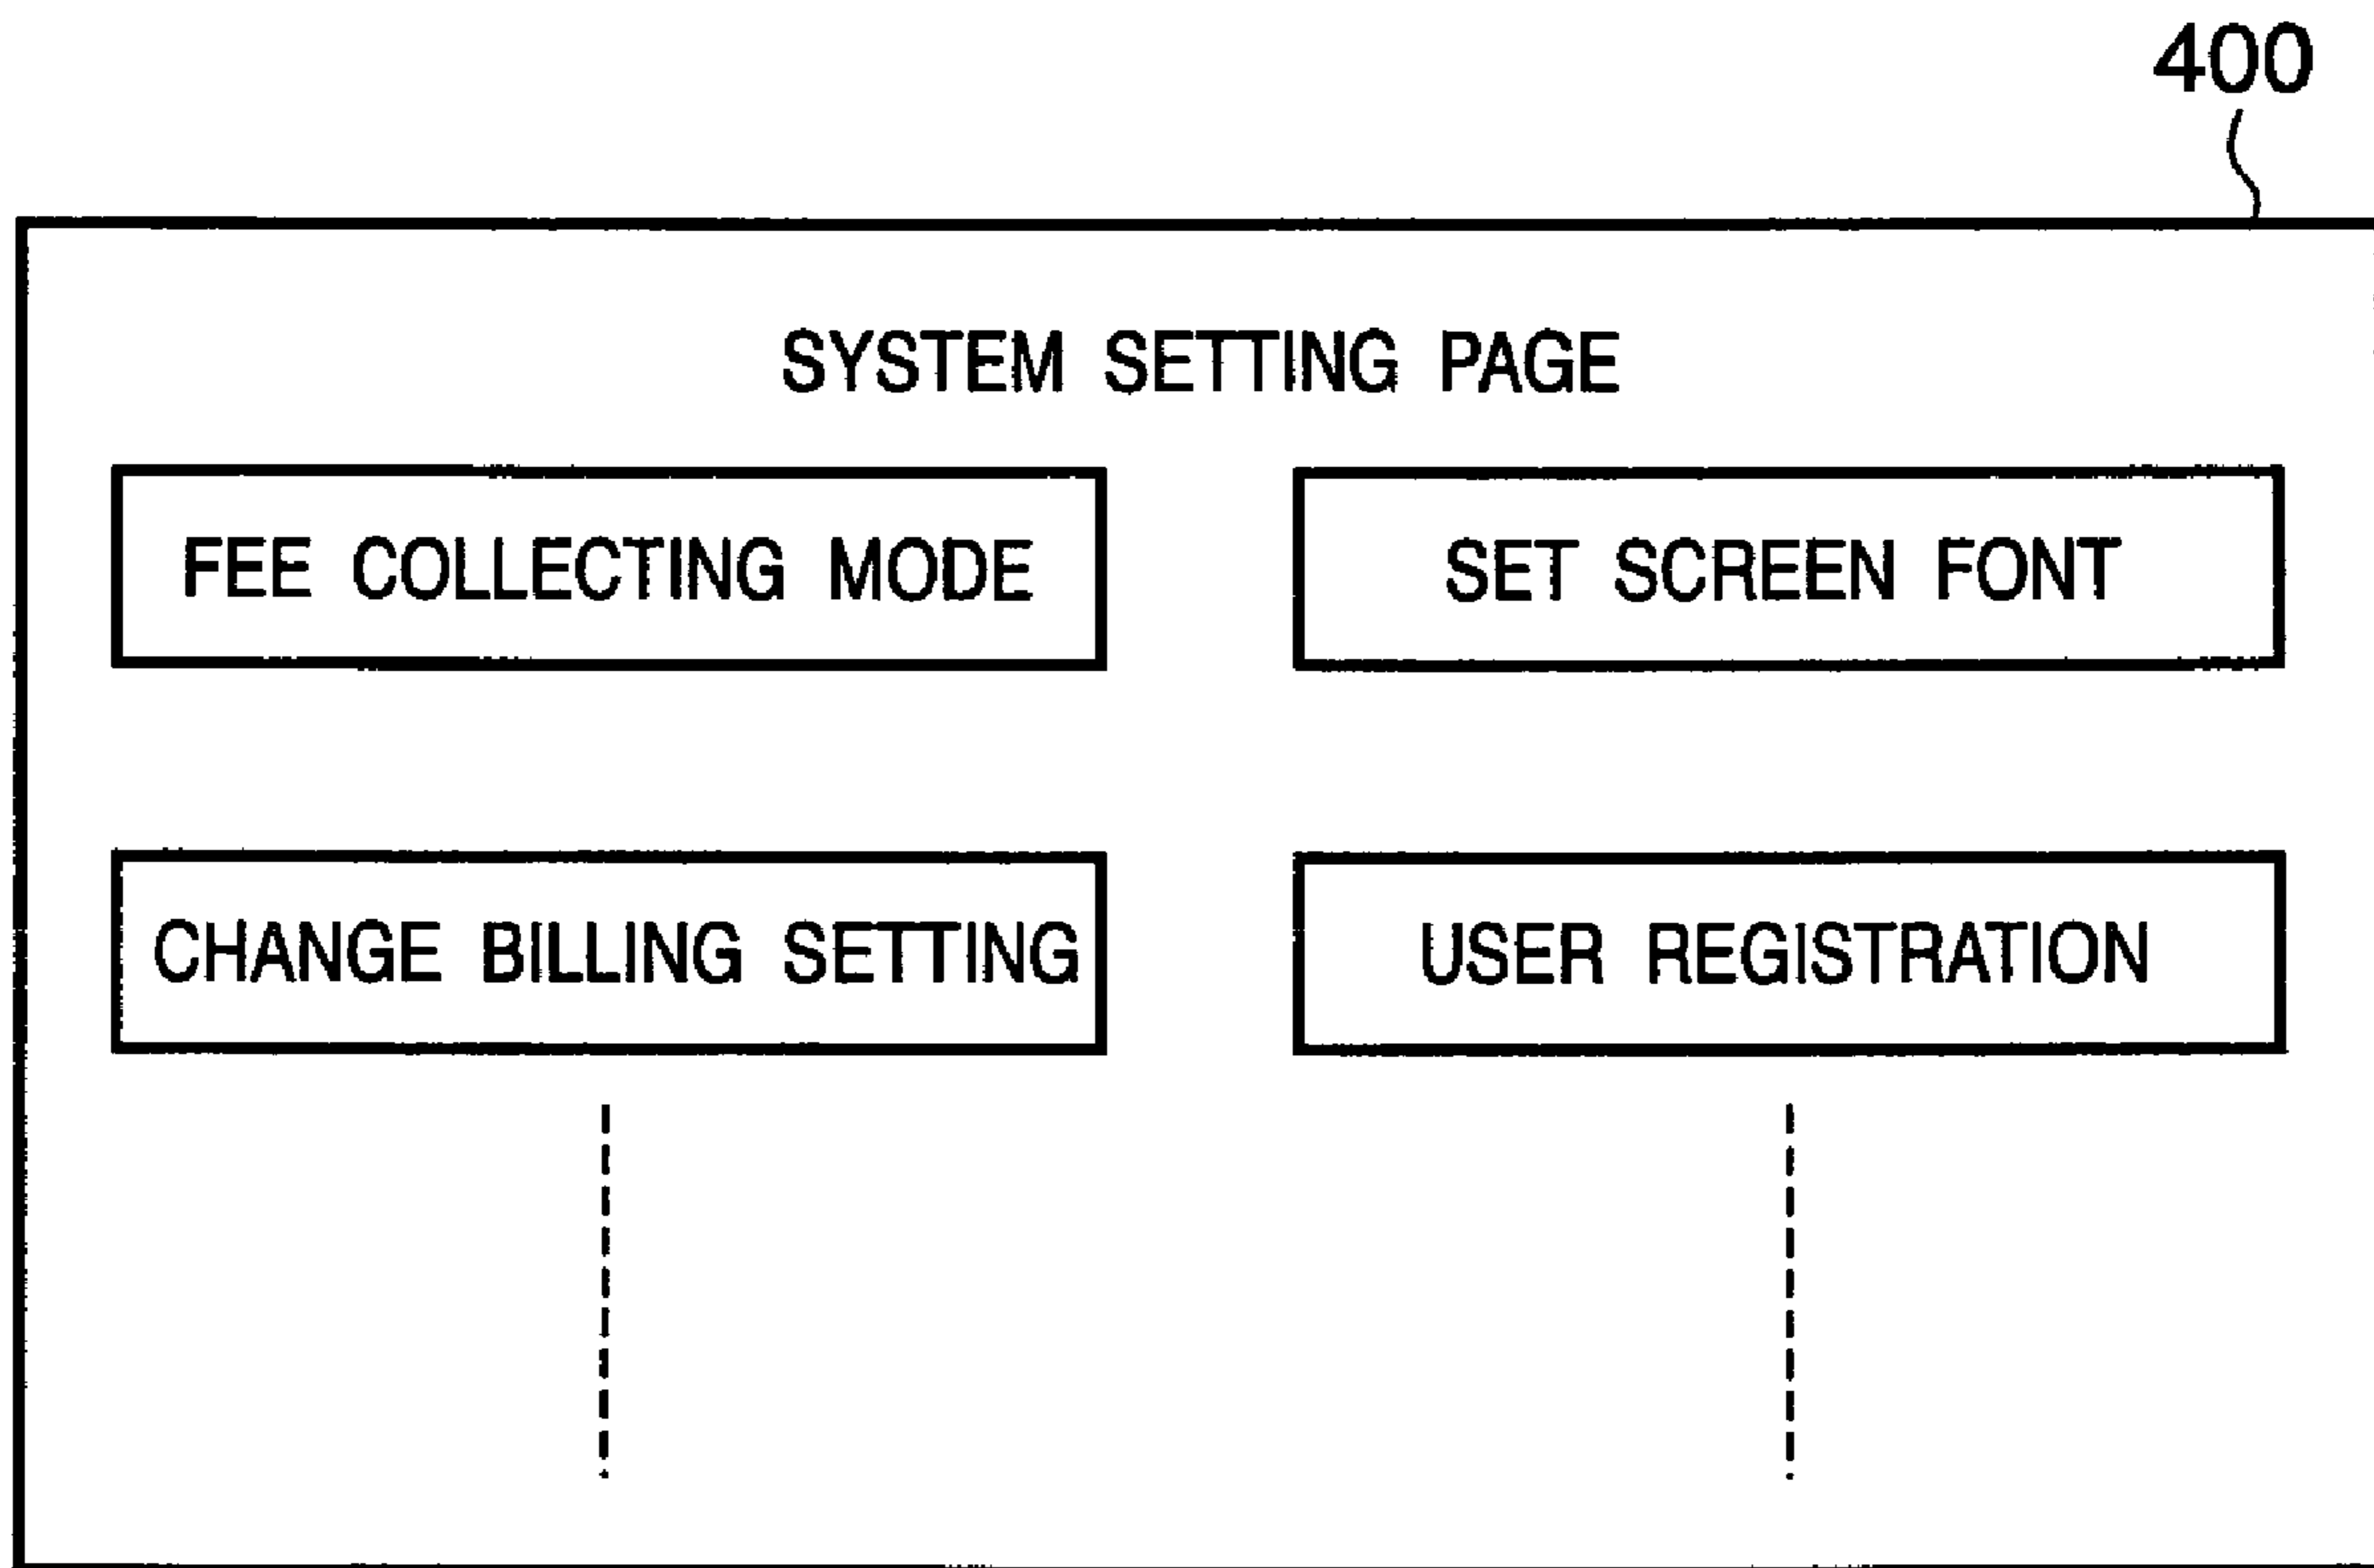 400
SYSTEM SETTING PAGE
FEE COLLECTING MODE
SET SCREEN FONT
CHANGE BILLING SETTING
USER REGISTRATION